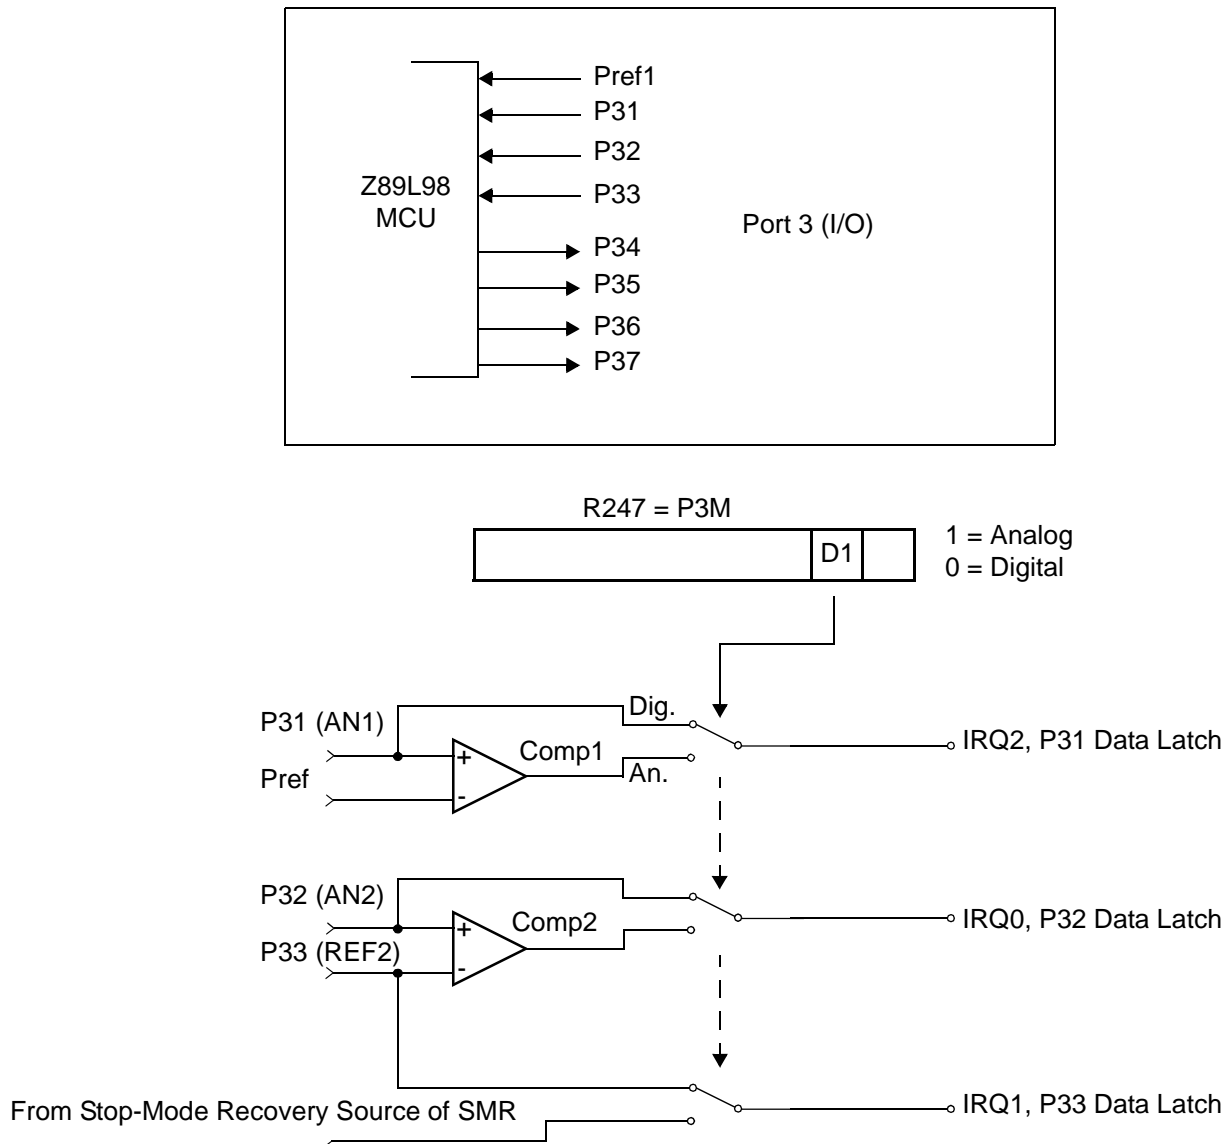 Pref1
P31
P32
P33
Z89L98
MCU
Port 3 (I/O)
P34
P35
P36
P37
R247 = P3M
D1
1 = Analog
0 = Digital
P31 (AN1)
Dig.
Comp1
+
-
An.
Pref
IRQ2, P31 Data Latch
P32 (AN2)
Comp2
+
-
P33 (REF2)
IRQ0, P32 Data Latch
From Stop-Mode Recovery Source of SMR
IRQ1, P33 Data Latch